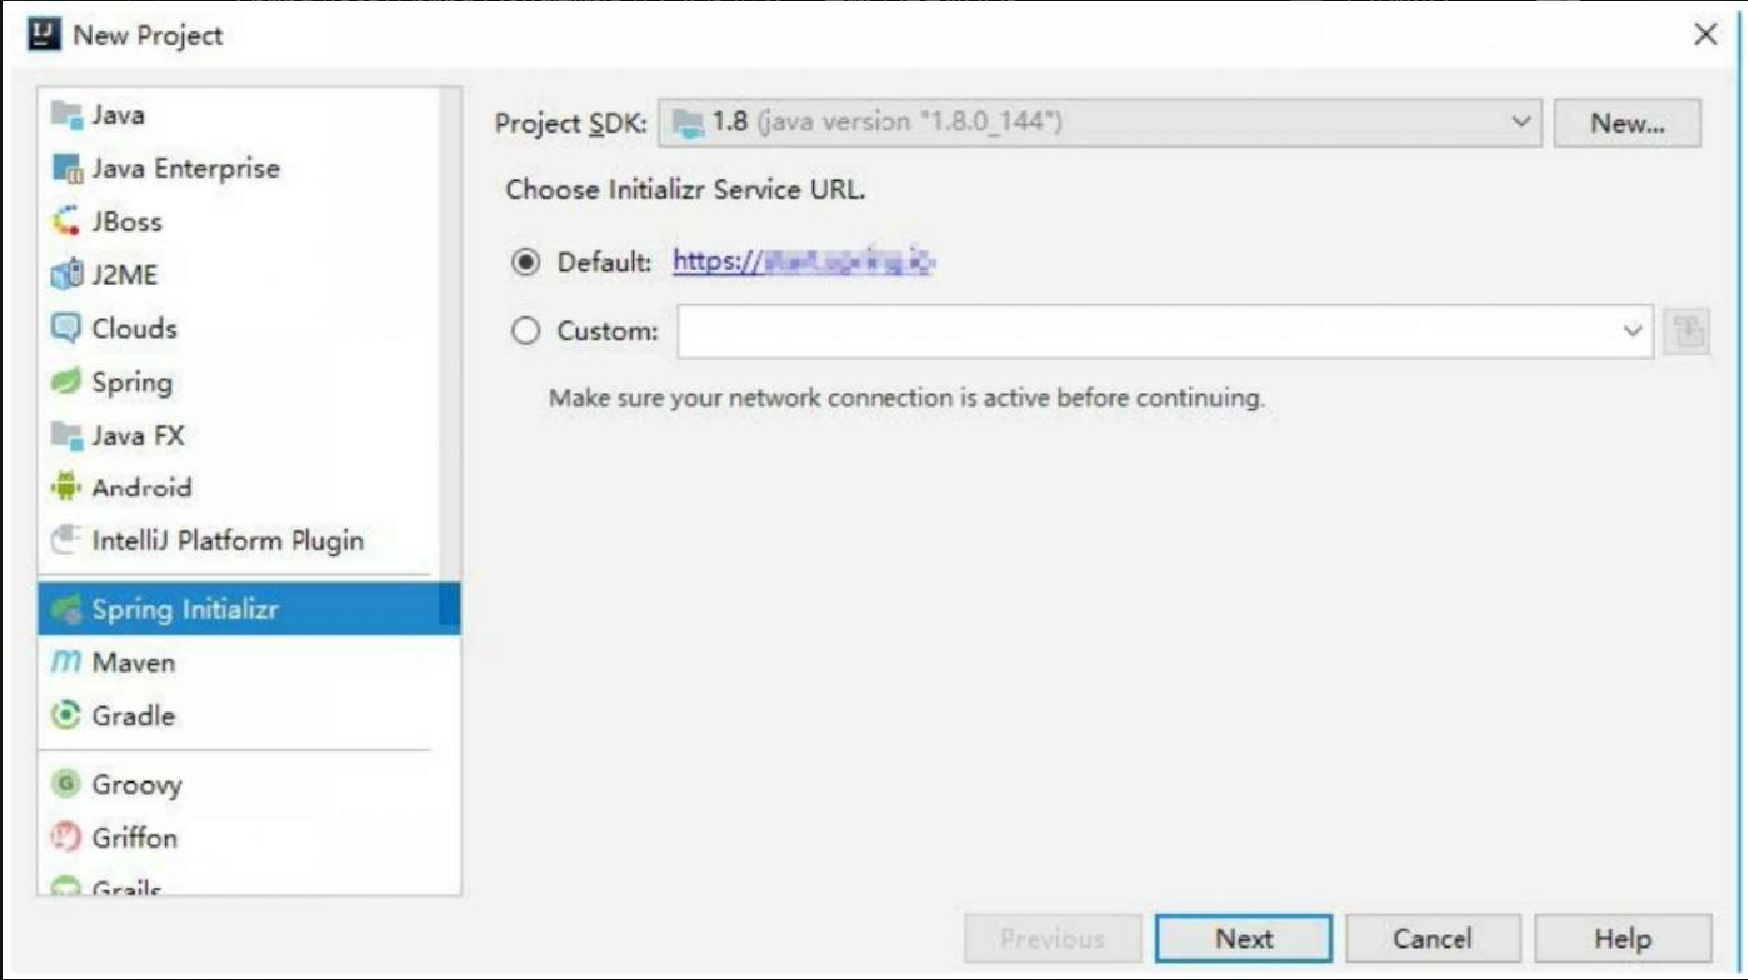 New Project
Java
Java Enterprise
JBoss
J2ME
Clouds
Spring
Java FX
Android
IntelliJ Platform Plugin
Spring Initializr
Maven
Gradle
Groovy
Griffon
Grails
Project SDK: 1.8 (java version "1.8.0_144") New...
Choose Initializr Service URL.
Default: https://
Custom:
Make sure your network connection is active before continuing.
Previous Next Cancel Help